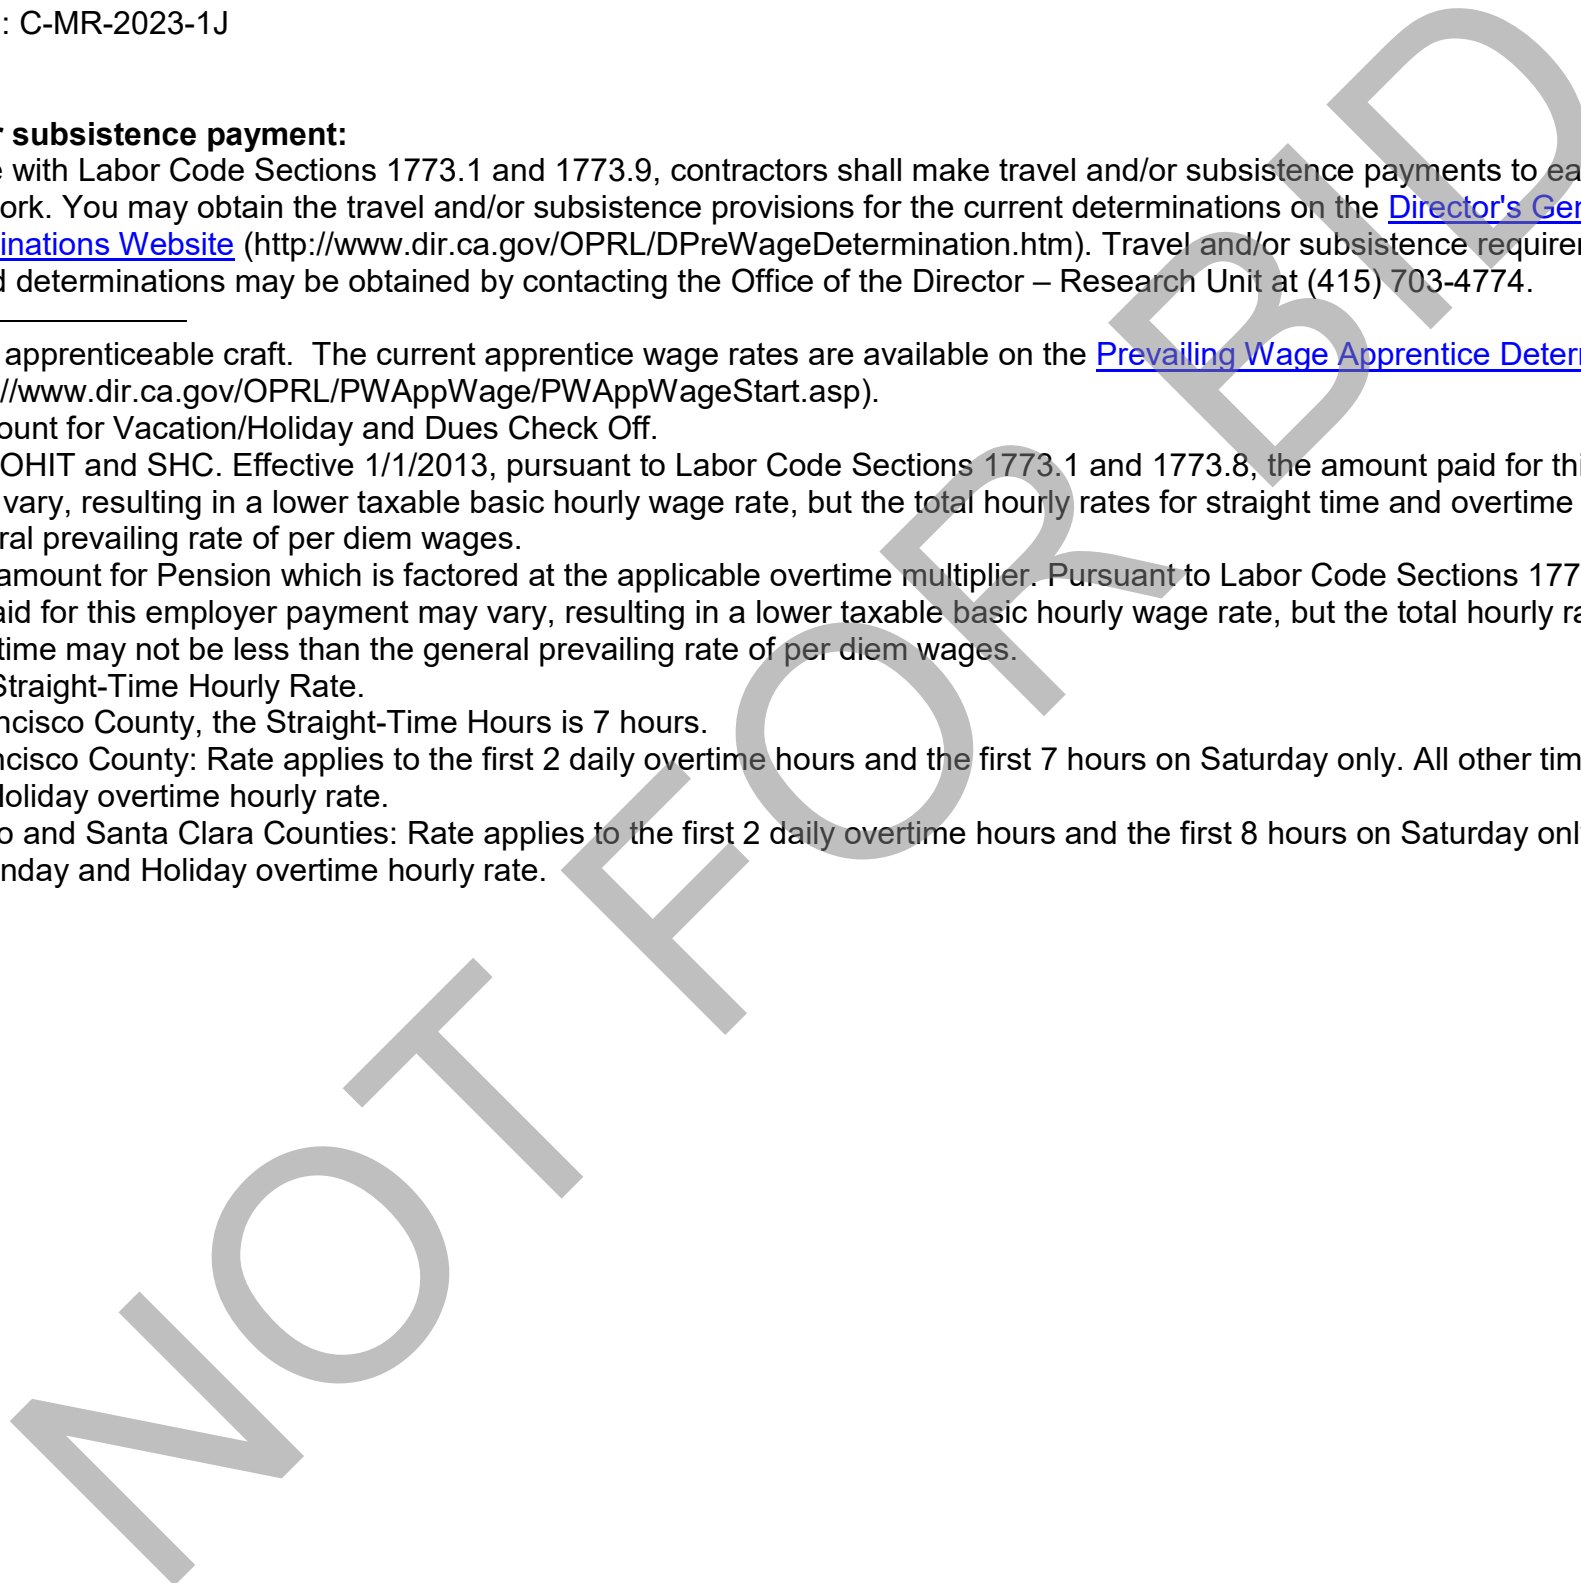 : C-MR-2023-1J
r subsistence payment:
e with Labor Code Sections 1773.1 and 1773.9, contractors shall make travel and/or subsistence payments to ea
ork. You may obtain the travel and/or subsistence provisions for the current determinations on the Director's Gen
inations Website (http://www.dir.ca.gov/OPRL/DPreWageDetermination.htm). Travel and/or subsistence requirem
d determinations may be obtained by contacting the Office of the Director – Research Unit at (415) 703-4774.
apprenticeable craft. The current apprentice wage rates are available on the Prevailing Wage Apprentice Determ
//www.dir.ca.gov/OPRL/PWAppWage/PWAppWageStart.asp).
ount for Vacation/Holiday and Dues Check Off.
OHIT and SHC. Effective 1/1/2013, pursuant to Labor Code Sections 1773.1 and 1773.8, the amount paid for thi
vary, resulting in a lower taxable basic hourly wage rate, but the total hourly rates for straight time and overtime
ral prevailing rate of per diem wages.
amount for Pension which is factored at the applicable overtime multiplier. Pursuant to Labor Code Sections 177
aid for this employer payment may vary, resulting in a lower taxable basic hourly wage rate, but the total hourly ra
time may not be less than the general prevailing rate of per diem wages.
Straight-Time Hourly Rate.
ncisco County, the Straight-Time Hours is 7 hours.
ncisco County: Rate applies to the first 2 daily overtime hours and the first 7 hours on Saturday only. All other tim
Holiday overtime hourly rate.
o and Santa Clara Counties: Rate applies to the first 2 daily overtime hours and the first 8 hours on Saturday onl
nday and Holiday overtime hourly rate.
NOT FOR BID